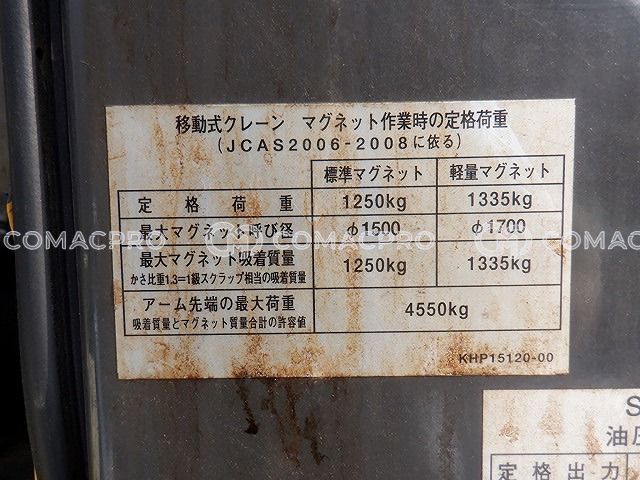 移動式クレーン マグネット作業時の定格荷重
(JCAS2006-2008に依る)
標準マグネット 軽量マグネット
定格荷重 1250kg 1335kg
最大マグネット呼び径 φ1500 φ1700
最大マグネット吸着質量 1250kg 1335kg
かさ比重1.3=1級スクラップ相当の吸着質量
アーム先端の最大荷重 4550kg
吸着質量とマグネット質量合計の許容値
KHP15120-00
COMACPRO COMACPRO COMACPRO
S
油圧
定格出力